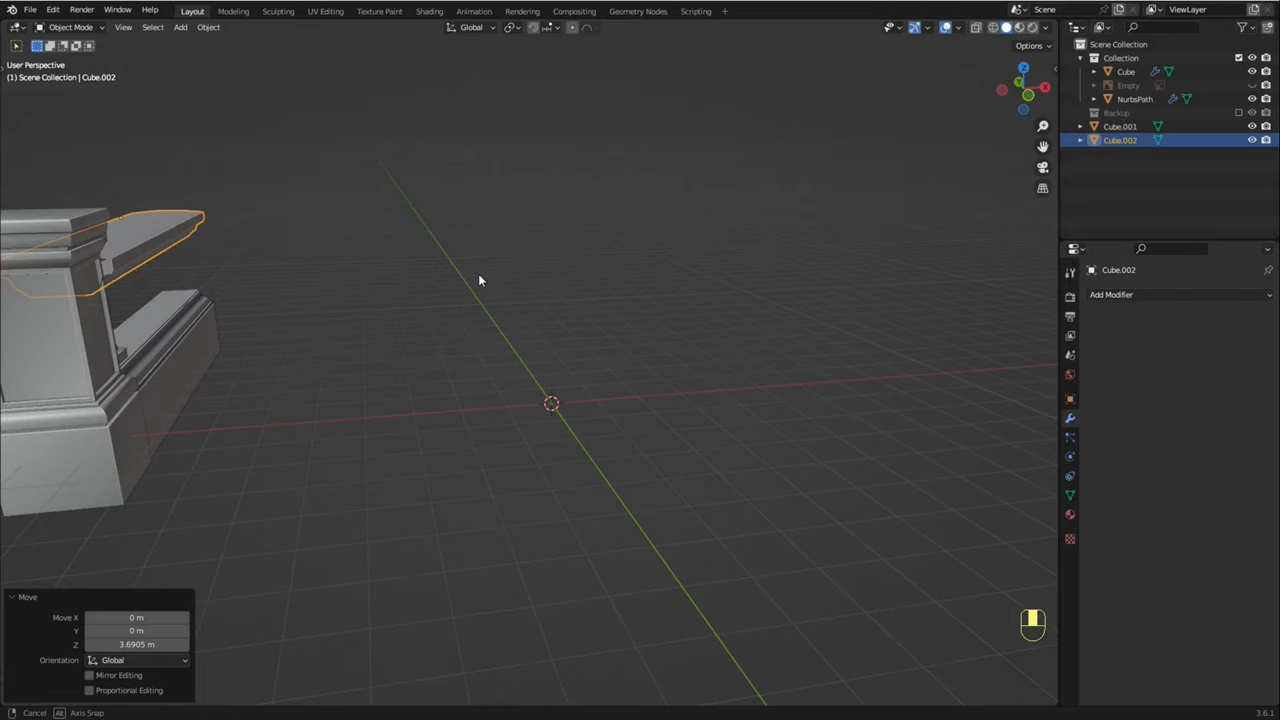 File Edit Render Window Help Layout Modeling Sculpting UV Editing Texture Paint Shading Animation Rendering Compositing Geometry Nodes Scripting + Scene ViewLayer
Object Mode View Select Add Object Global
Options
User Perspective
(1) Scene Collection | Cube.002
Z
Y
X
Scene Collection
Collection
Cube
Empty
NurbsPath
Backup
Cube.001
Cube.002
Cube.002
Add Modifier
Move
Move X 0 m
Y 0 m
Z 3.6905 m
Orientation Global
Mirror Editing
Proportional Editing
Cancel Alt Axis Snap 3.6.1